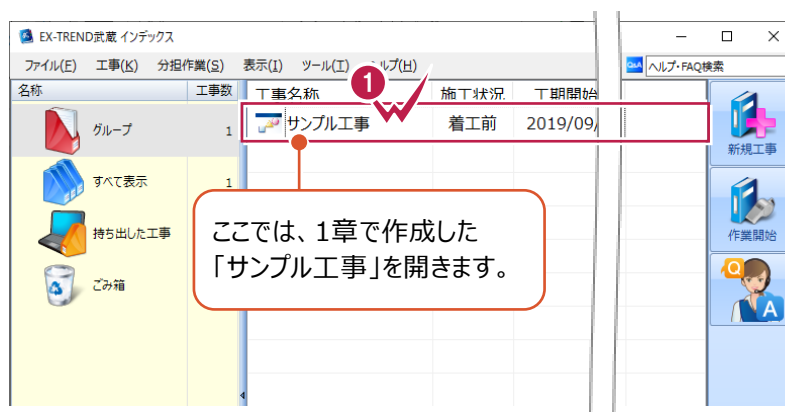 EX-TREND武蔵 インデックス
ファイル(F) 工事(K) 分担作業(S) 表示(I) ツール(T) ルプ(H)
Q&A ヘルプ・FAQ検索
名称 工事数
工事名称 施工状況 工期開始
1
グループ 1
サンプル工事 着工前 2019/09/
新規工事
すべて表示 1
持ち出した工事
作業開始
ごみ箱
ここでは、1章で作成した
「サンプル工事」を開きます。
Q
A